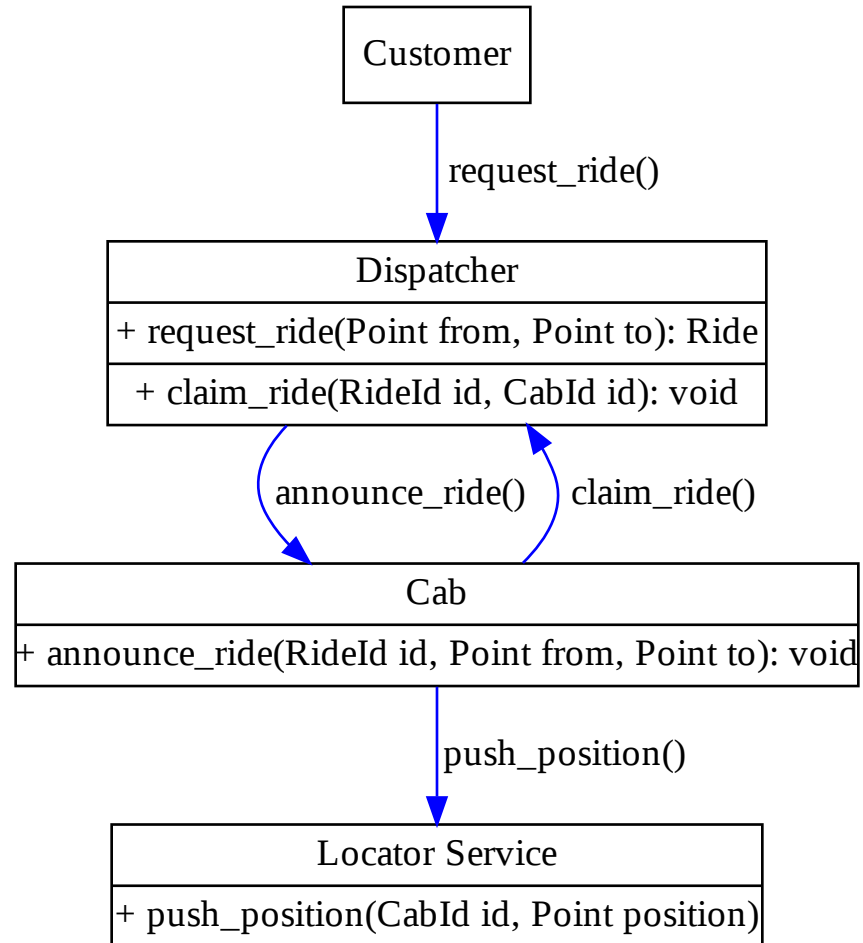 Customer
request_ride()
Dispatcher
+ request_ride(Point from, Point to): Ride
+ claim_ride(RideId id, CabId id): void
announce_ride()
claim_ride()
Cab
+ announce_ride(RideId id, Point from, Point to): void
push_position()
Locator Service
+ push_position(CabId id, Point position)